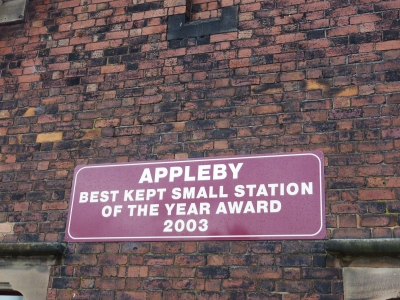 APPLEBY
BEST KEPT SMALL STATION
OF THE YEAR AWARD
2003